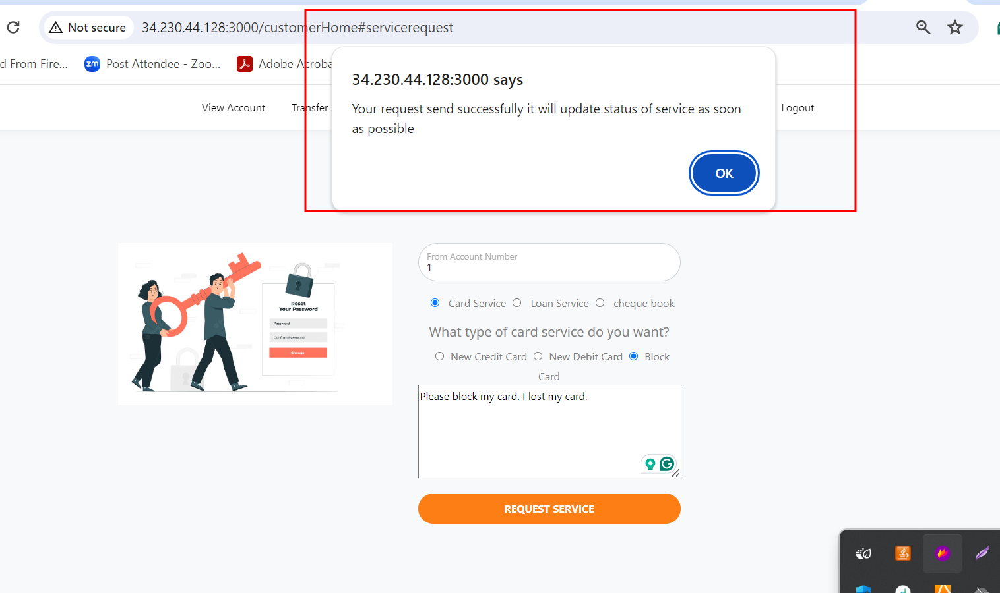 Not secure 34.230.44.128:3000/customerHome#servicerequest
d From Fire... zm Post Attendee - Zoo... Adobe Acroba
34.230.44.128:3000 says
Your request send successfully it will update status of service as soon
as possible
OK
View Account Transfer Logout
Reset
Your Password
Password
Confirm Password
Change
From Account Number
1
Card Service Loan Service cheque book
What type of card service do you want?
New Credit Card New Debit Card Block
Card
Please block my card. I lost my card.
REQUEST SERVICE